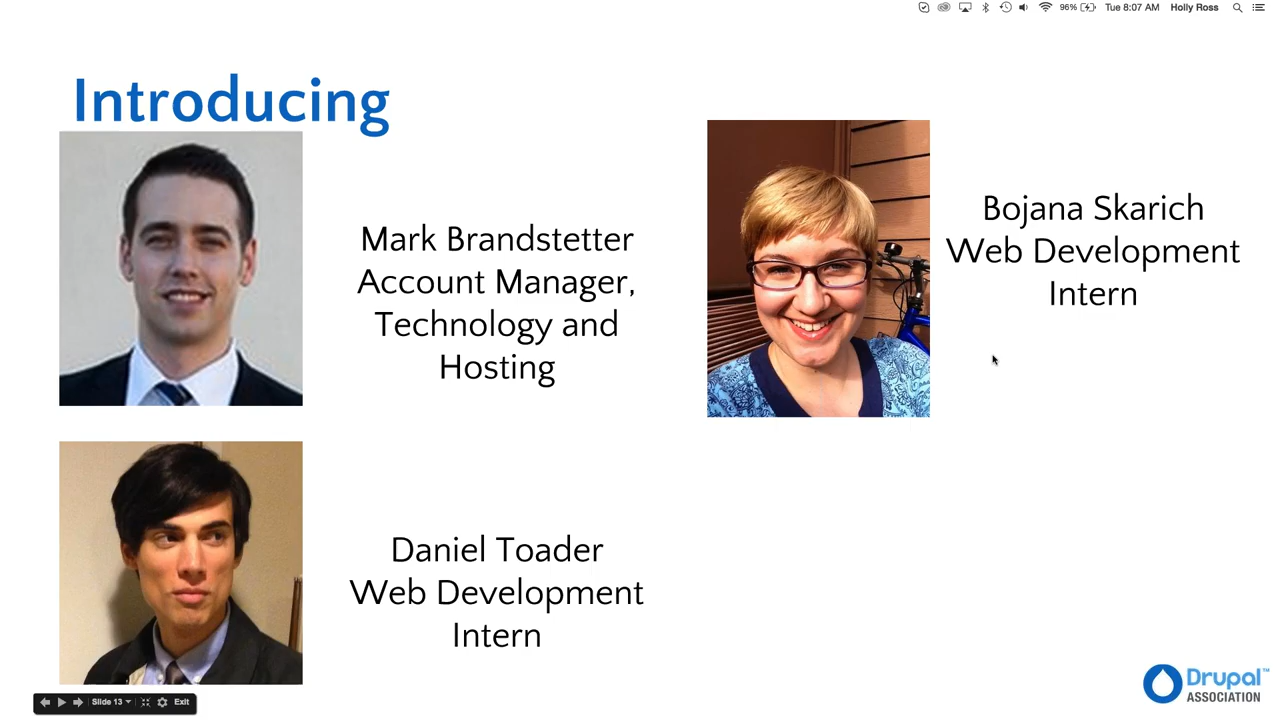 96% Tue 8:07 AM Holly Ross
Introducing
Mark Brandstetter
Account Manager,
Technology and
Hosting
Bojana Skarich
Web Development
Intern
Daniel Toader
Web Development
Intern
Slide 13 Exit
Drupal™
ASSOCIATION